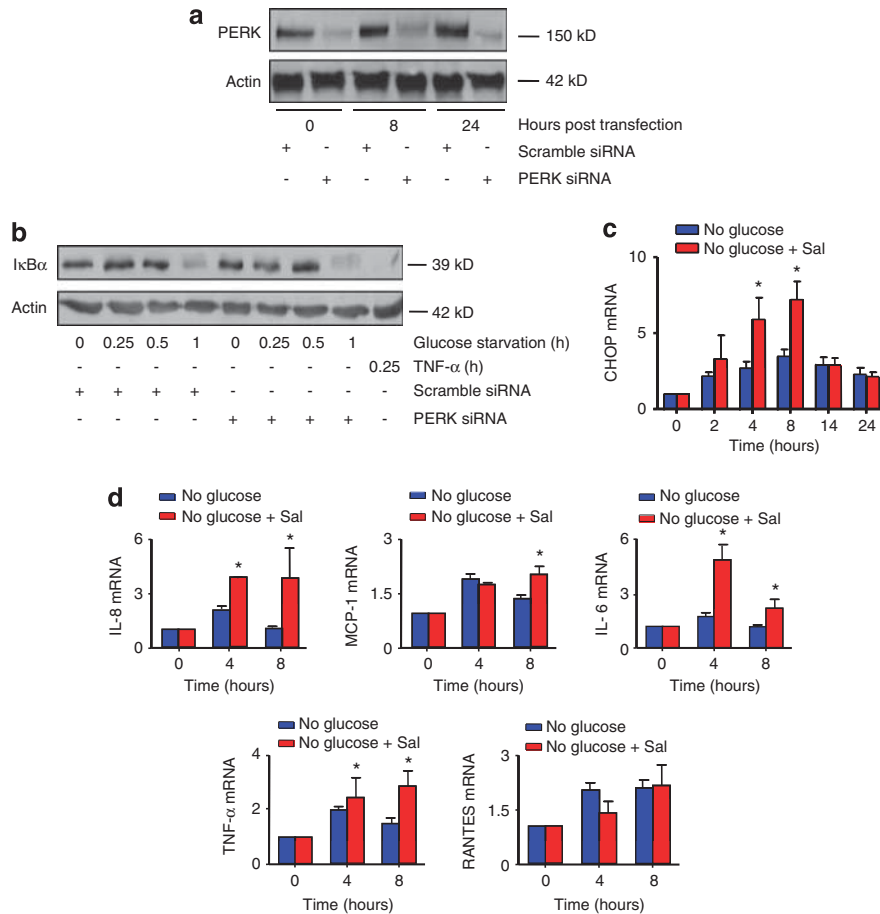 a
PERK
150 kD
Actin
42 kD
0 8 24 Hours post transfection
+ - + - + - Scramble siRNA
- + - + - + PERK siRNA
b
IκBα
39 kD
Actin
42 kD
0 0.25 0.5 1 0 0.25 0.5 1 Glucose starvation (h)
- - - - - - - - 0.25 TNF-α (h)
+ + + + - - - - - Scramble siRNA
- - - - + + + + - PERK siRNA
c
No glucose
No glucose + Sal
CHOP mRNA
10
5
0
* *
0 2 4 8 14 24
Time (hours)
d
No glucose
No glucose + Sal
IL-8 mRNA
6
3
0
* *
0 4 8
Time (hours)
No glucose
No glucose + Sal
MCP-1 mRNA
3
1.5
0
*
0 4 8
Time (hours)
No glucose
No glucose + Sal
IL- 6 mRNA
6
3
0
* *
0 4 8
Time (hours)
No glucose
No glucose + Sal
TNF-α mRNA
4
2
0
* *
0 4 8
Time (hours)
No glucose
No glucose + Sal
RANTES mRNA
3
1.5
0
0 4 8
Time (hours)